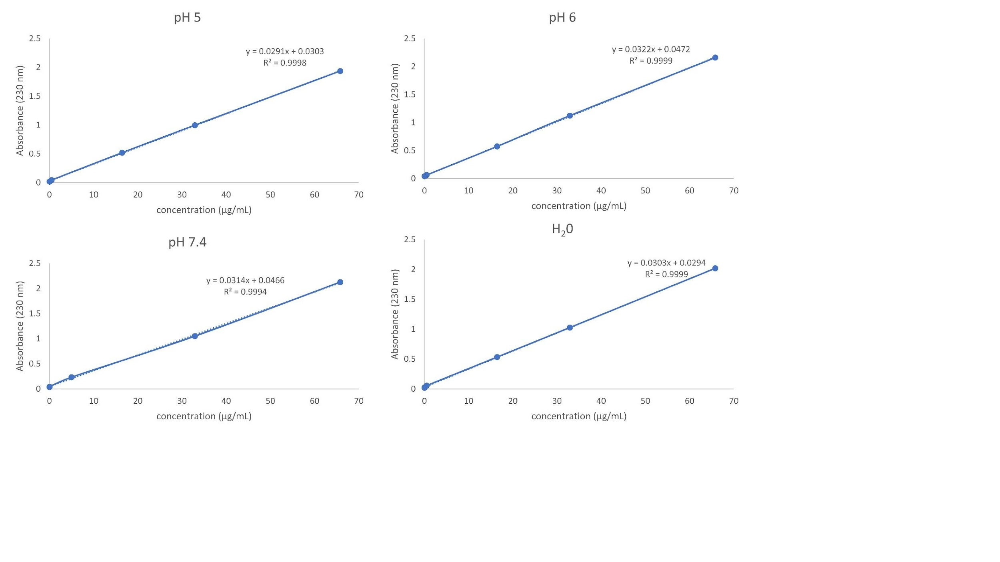 pH 5
2.5
2
1.5
1
0.5
0
Absorbance (230 nm)
y = 0.0291x + 0.0303
R² = 0.9998
0 10 20 30 40 50 60 70
concentration (µg/mL)
pH 6
2.5
2
1.5
1
0.5
0
Absorbance (230 nm)
y = 0.0322x + 0.0472
R² = 0.9999
0 10 20 30 40 50 60 70
concentration (µg/mL)
pH 7.4
2.5
2
1.5
1
0.5
0
Absorbance (230 nm)
y = 0.0314x + 0.0466
R² = 0.9994
0 10 20 30 40 50 60 70
concentration (µg/mL)
H₂0
2.5
2
1.5
1
0.5
0
Absorbance (230 nm)
y = 0.0303x + 0.0294
R² = 0.9999
0 10 20 30 40 50 60 70
concentration (µg/mL)